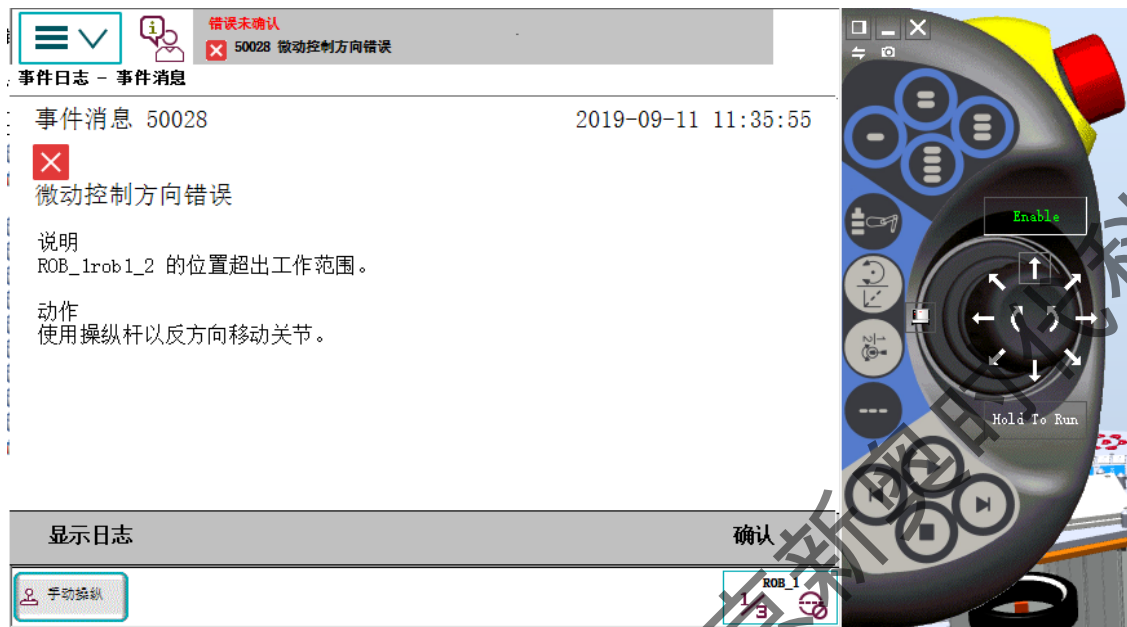 错误未确认
50028 微动控制方向错误
事件日志 - 事件消息
事件消息 50028
2019-09-11 11:35:55
微动控制方向错误
说明
ROB_1rob1_2 的位置超出工作范围。
动作
使用操纵杆以反方向移动关节。
Enable
Hold To Run
显示日志
确认
手动操纵
ROB_1
1/3